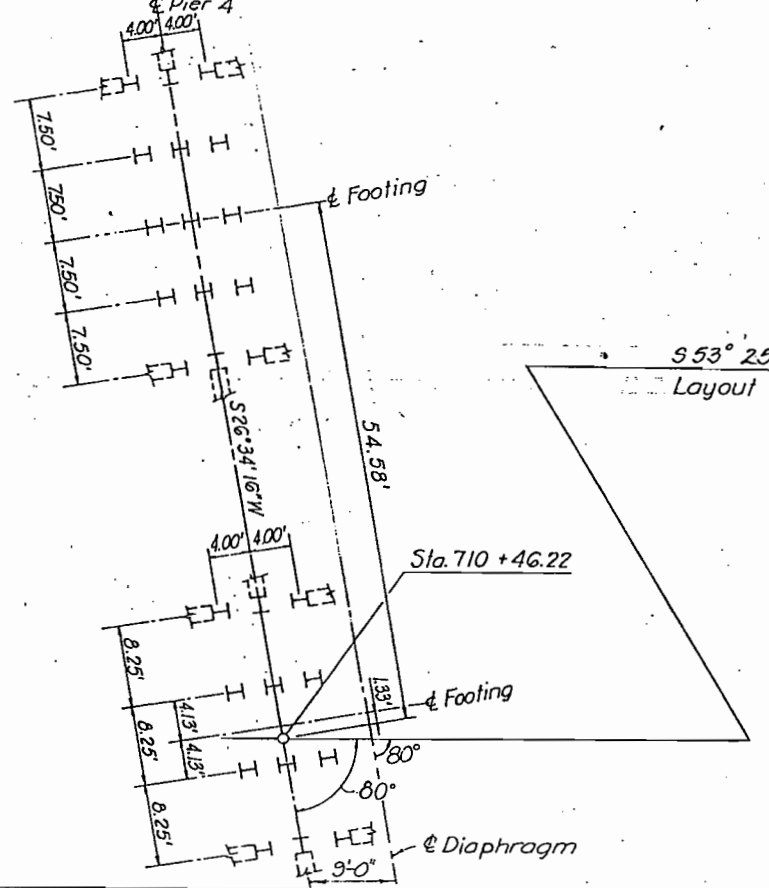 ℄ Pier 4
4.00' 4.00'
7.50'
7.50'
℄ Footing
7.50'
7.50'
S 53° 25
Layout
54.58'
S26°34'16"W
4.00' 4.00'
Sta. 710 +46.22
8.25'
1.33'
℄ Footing
4.13'
8.25'
4.13'
80°
80°
8.25'
℄ Diaphragm
9'-0"